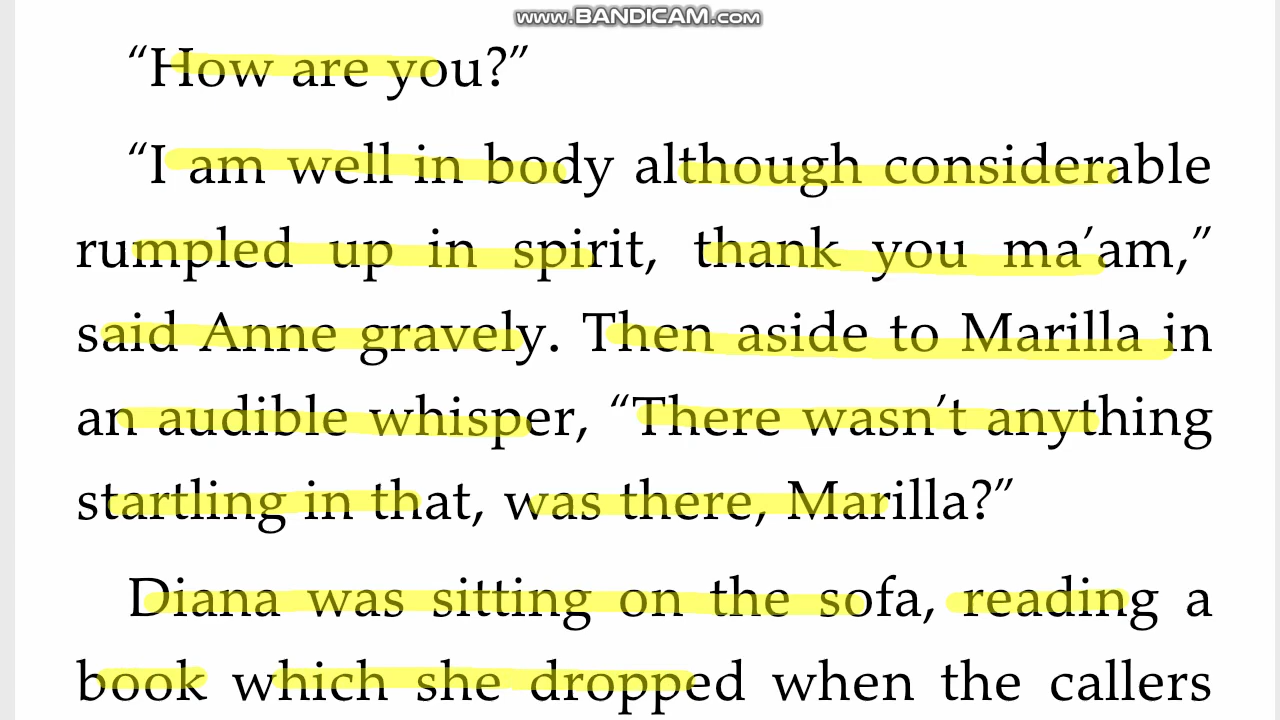 www.BANDICAM.com
“How are you?”
“I am well in body although considerable
rumpled up in spirit, thank you ma’am,”
said Anne gravely. Then aside to Marilla in
an audible whisper, “There wasn’t anything
startling in that, was there, Marilla?”
Diana was sitting on the sofa, reading a
book which she dropped when the callers